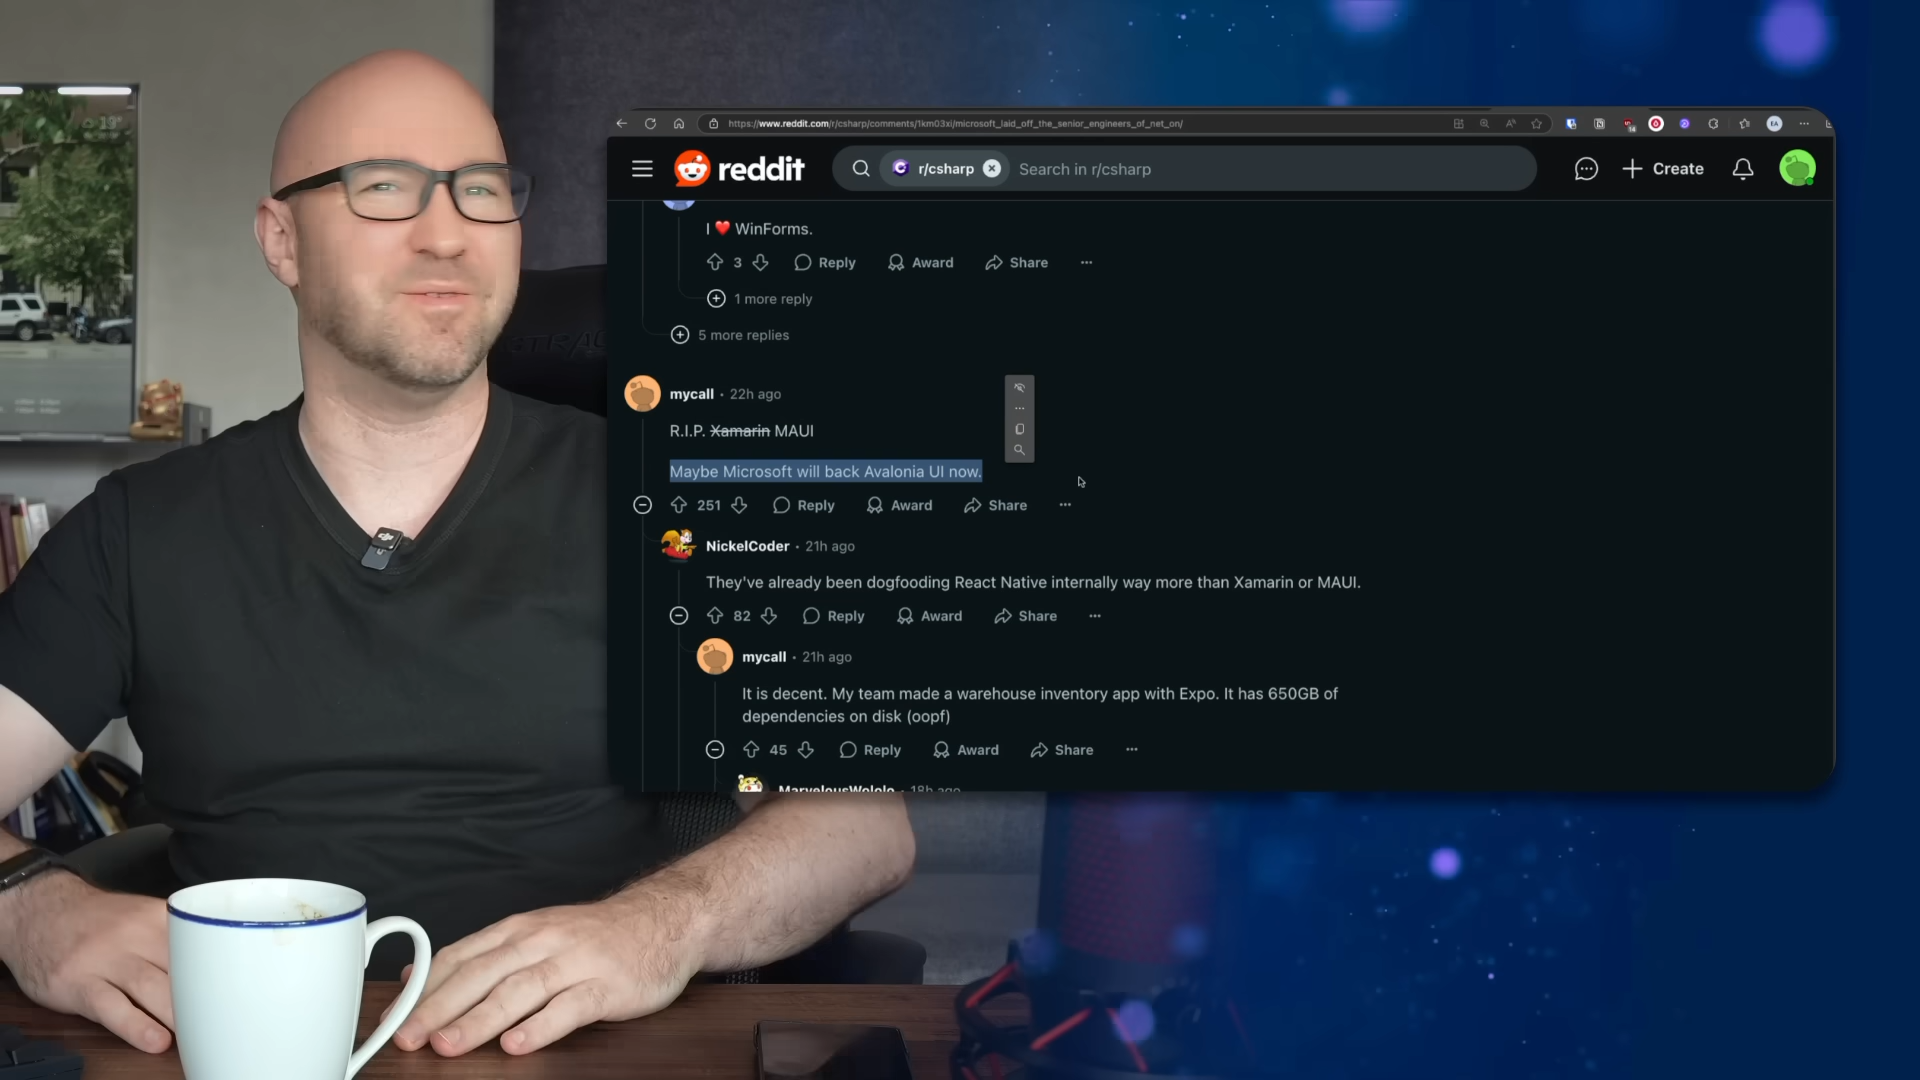 https://www.reddit.com/r/csharp/comments/1km03xi/microsoft_laid_off_the_senior_engineers_of_net_on/
reddit
r/csharp
Search in r/csharp
Create
I ❤️ WinForms.
3 Reply Award Share
1 more reply
5 more replies
mycall • 22h ago
R.I.P. Xamarin MAUI
Maybe Microsoft will back Avalonia UI now.
251 Reply Award Share
NickelCoder • 21h ago
They've already been dogfooding React Native internally way more than Xamarin or MAUI.
82 Reply Award Share
mycall • 21h ago
It is decent. My team made a warehouse inventory app with Expo. It has 650GB of
dependencies on disk (oopf)
45 Reply Award Share
MarvelousWololo • 18h ago